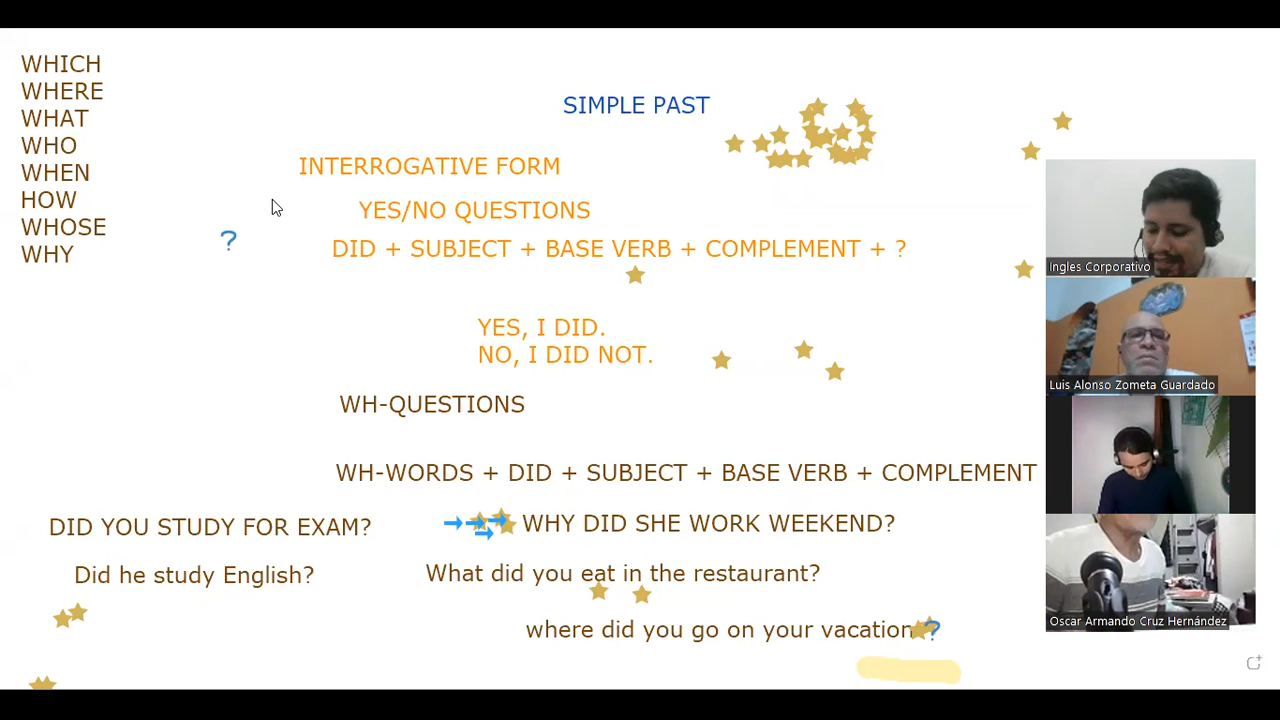 WHICH
WHERE
WHAT
WHO
WHEN
HOW
WHOSE
WHY
SIMPLE PAST
INTERROGATIVE FORM
YES/NO QUESTIONS
?
DID + SUBJECT + BASE VERB + COMPLEMENT + ?
YES, I DID.
NO, I DID NOT.
WH-QUESTIONS
WH-WORDS + DID + SUBJECT + BASE VERB + COMPLEMENT
DID YOU STUDY FOR EXAM?
WHY DID SHE WORK WEEKEND?
Did he study English?
What did you eat in the restaurant?
where did you go on your vacation?
Ingles Corporativo
Luis Alonso Zometa Guardado
Oscar Armando Cruz Hernández